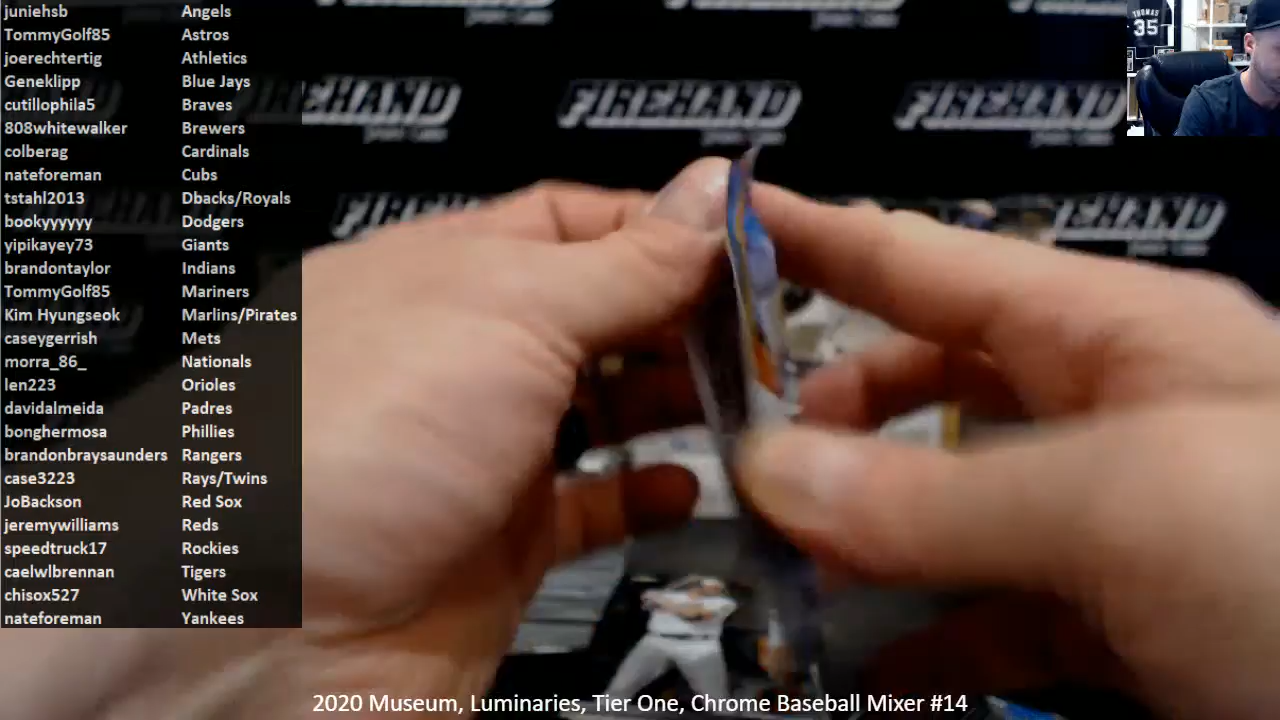 juniehsb Angels
TommyGolf85 Astros
joerechtertig Athletics
Geneklipp Blue Jays
cutillophila5 Braves
808whitewalker Brewers
colberag Cardinals
nateforeman Cubs
tstahl2013 Dbacks/Royals
bookyyyyyy Dodgers
yipikayey73 Giants
brandontaylor Indians
TommyGolf85 Mariners
Kim Hyungseok Marlins/Pirates
caseygerrish Mets
morra_86_ Nationals
len223 Orioles
davidalmeida Padres
bonghermosa Phillies
brandonbraysaunders Rangers
case3223 Rays/Twins
JoBackson Red Sox
jeremywilliams Reds
speedtruck17 Rockies
caelwlbrennan Tigers
chisox527 White Sox
nateforeman Yankees
FIREHAND
FIREHAND
FIREHAND
THOMAS
35
2020 Museum, Luminaries, Tier One, Chrome Baseball Mixer #14